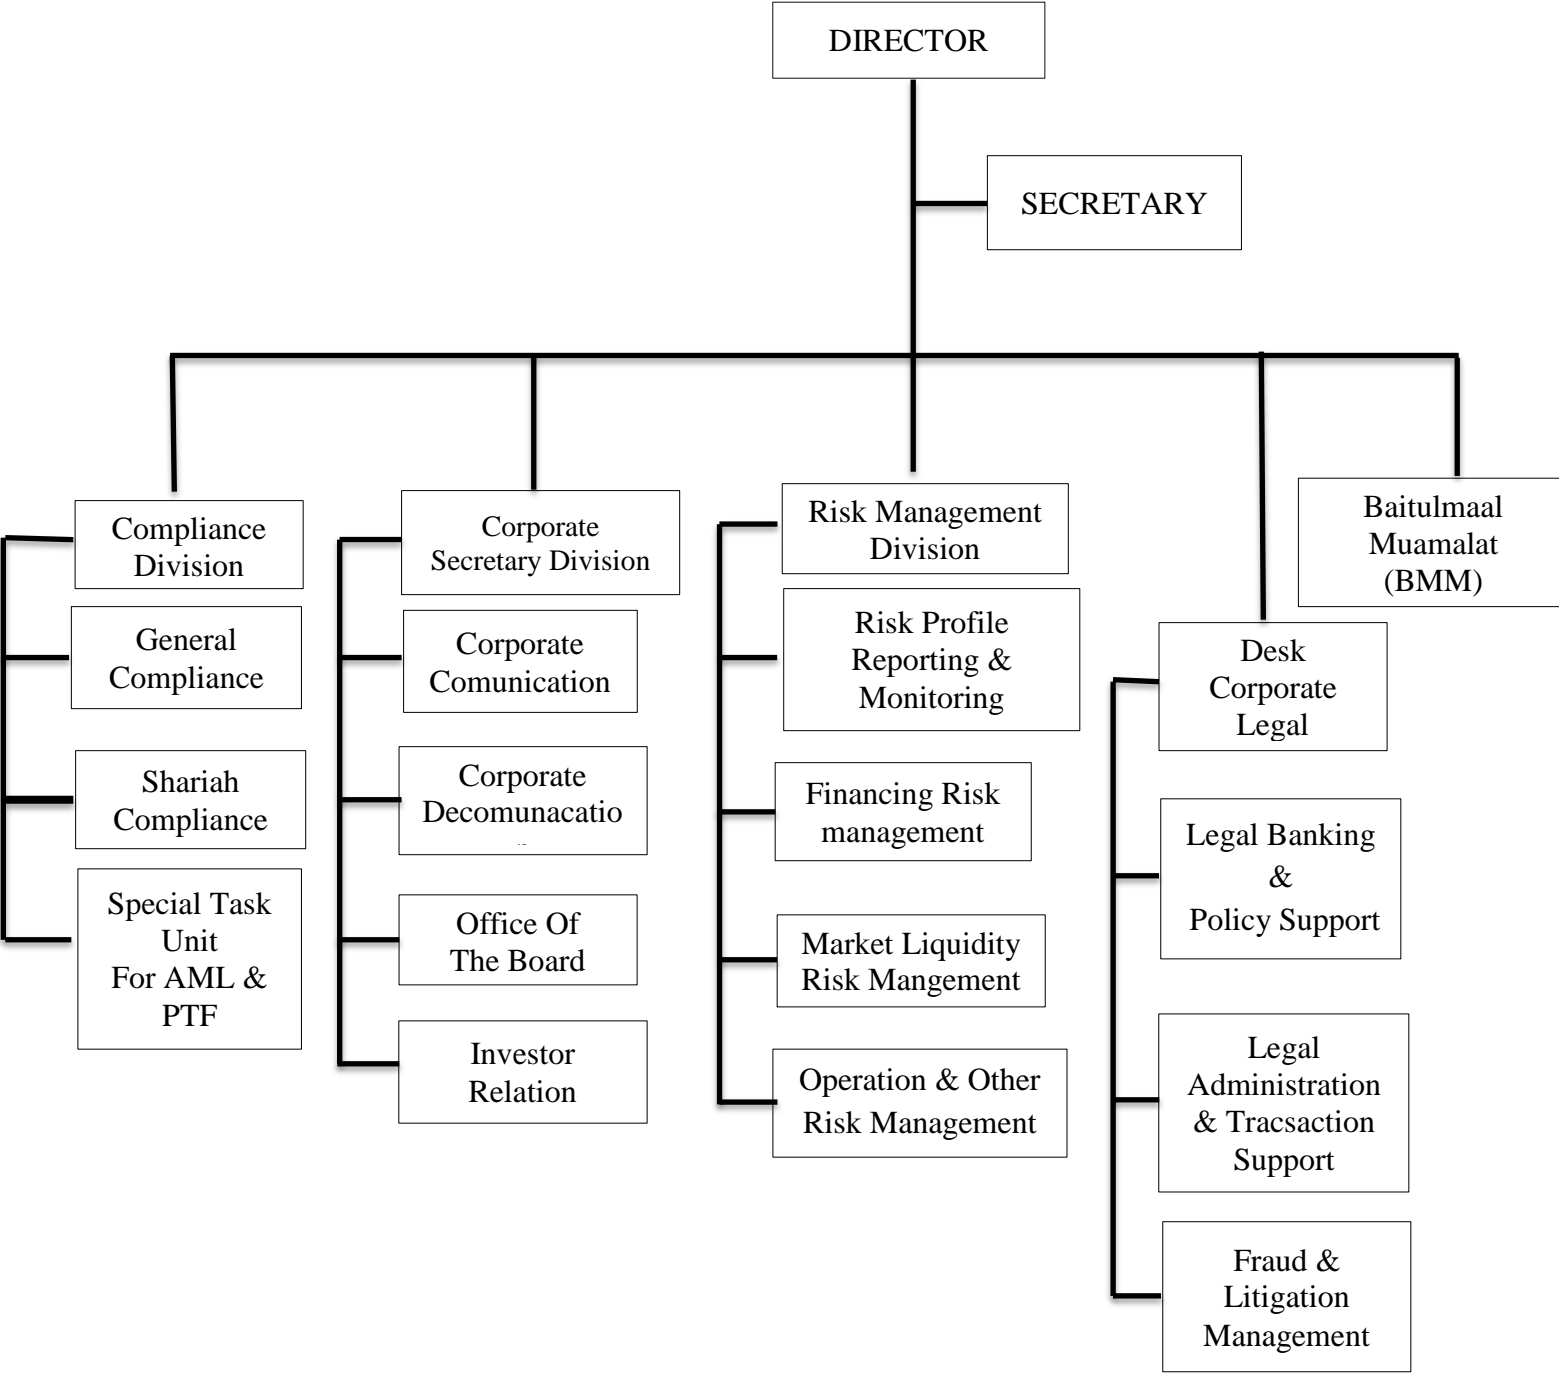 DIRECTOR
SECRETARY
Compliance
Division
General
Compliance
Shariah
Compliance
Special Task
Unit
For AML &
PTF
Corporate
Secretary Division
Corporate
Comunication
Corporate
Decomunacatio
Office Of
The Board
Investor
Relation
Risk Management
Division
Risk Profile
Reporting &
Monitoring
Financing Risk
management
Market Liquidity
Risk Mangement
Operation & Other
Risk Management
Desk
Corporate
Legal
Legal Banking
&
Policy Support
Legal
Administration
& Tracsaction
Support
Fraud &
Litigation
Management
Baitulmaal
Muamalat
(BMM)